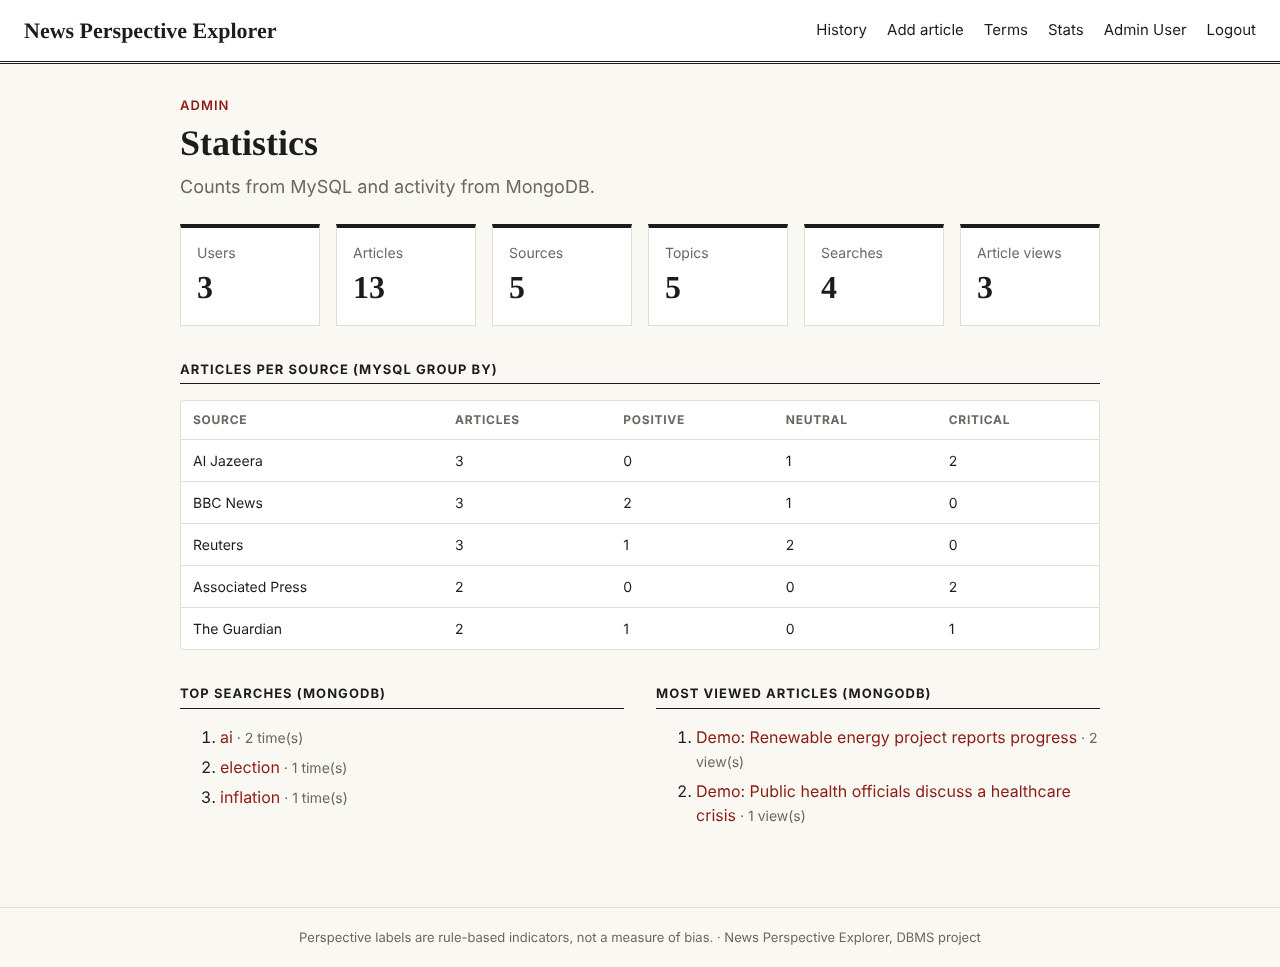 News Perspective Explorer
History Add article Terms Stats Admin User Logout
ADMIN
Statistics
Counts from MySQL and activity from MongoDB.
Users Articles Sources Topics Searches Article views
3 13 5 5 4 3
ARTICLES PER SOURCE (MYSQL GROUP BY)
SOURCE ARTICLES POSITIVE NEUTRAL CRITICAL
Al Jazeera 3 0 1 2
BBC News 3 2 1 0
Reuters 3 1 2 0
Associated Press 2 0 0 2
The Guardian 2 1 0 1
TOP SEARCHES (MONGODB)
1. ai · 2 time(s)
2. election · 1 time(s)
3. inflation · 1 time(s)
MOST VIEWED ARTICLES (MONGODB)
1. Demo: Renewable energy project reports progress · 2
view(s)
2. Demo: Public health officials discuss a healthcare
crisis · 1 view(s)
Perspective labels are rule-based indicators, not a measure of bias. · News Perspective Explorer, DBMS project